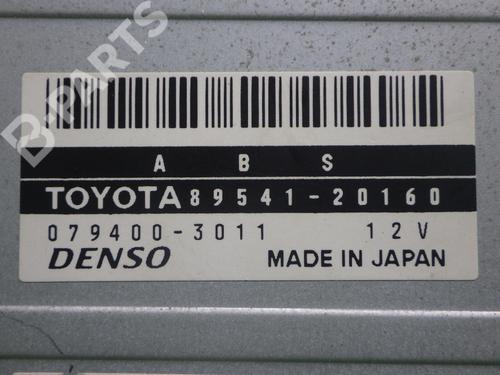 B-PARTS
A B S
TOYOTA 89541-20160
079400-3011 12V
DENSO MADE IN JAPAN